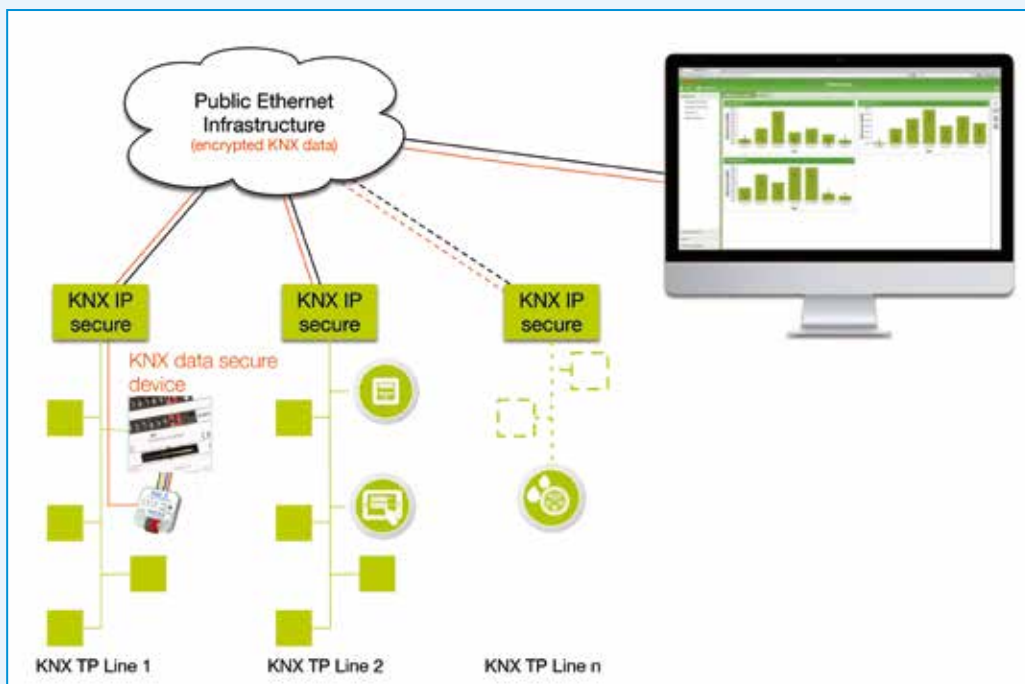 Public Ethernet
Infrastructure
(encrypted KNX data)
KNX IP
secure
KNX IP
secure
KNX IP
secure
KNX data secure
device
KNX TP Line 1
KNX TP Line 2
KNX TP Line n